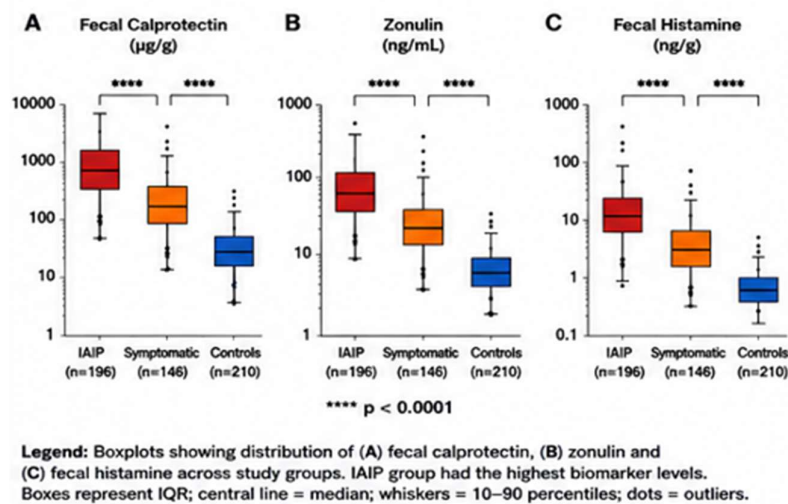 A Fecal Calprotectin (µg/g)
**** ****
10000
1000
100
10
1
IAIP (n=196)
Symptomatic (n=146)
Controls (n=210)
B Zonulin (ng/mL)
**** ****
1000
100
10
1
IAIP (n=196)
Symptomatic (n=146)
Controls (n=210)
C Fecal Histamine (ng/g)
**** ****
1000
100
10
1
0.1
IAIP (n=196)
Symptomatic (n=146)
Controls (n=210)
**** p < 0.0001
Legend: Boxplots showing distribution of (A) fecal calprotectin, (B) zonulin and
(C) fecal histamine across study groups. IAIP group had the highest biomarker levels.
Boxes represent IQR; central line = median; whiskers = 10–90 percentiles; dots = outliers.